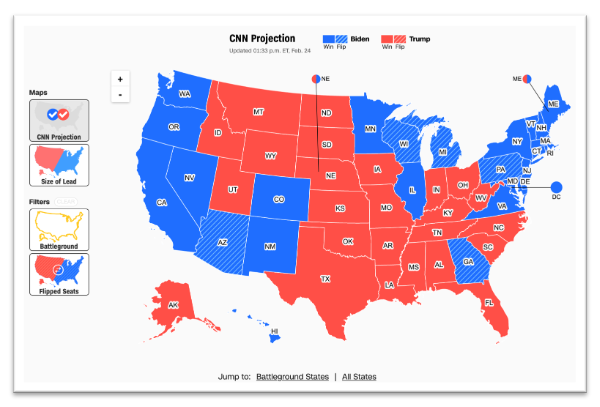 CNN Projection
Biden
Trump
Win Flip
Win Flip
Updated 01:33 p.m. ET, Feb. 24
+
-
NE
ME
Maps
CNN Projection
Size of Lead
Filters
Battleground
Flipped Seats
WA
OR
CA
NV
ID
MT
WY
UT
CO
AZ
NM
ND
SD
NE
KS
OK
TX
MN
IA
MO
AR
LA
WI
IL
MI
IN
OH
KY
TN
MS
AL
GA
FL
SC
NC
VA
WV
PA
MD
DE
DC
NJ
NY
CT
RI
MA
VT
NH
ME
AK
HI
Jump to: Battleground States | All States